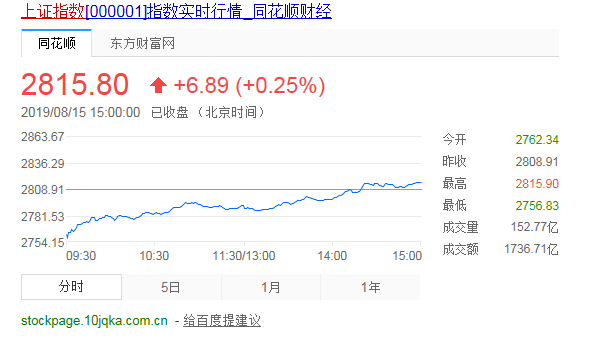 上证指数[000001]指数实时行情_同花顺财经
同花顺 东方财富网
2815.80 +6.89 (+0.25%)
2019/08/15 15:00:00 已收盘 （北京时间）
2863.67
2836.29
2808.91
2781.53
2754.15
09:30 10:30 11:30/13:00 14:00 15:00
今开 2762.34
昨收 2808.91
最高 2815.90
最低 2756.83
成交量 152.77亿
成交额 1736.71亿
分时 5日 1月 1年
stockpage.10jqka.com.cn - 给百度提建议